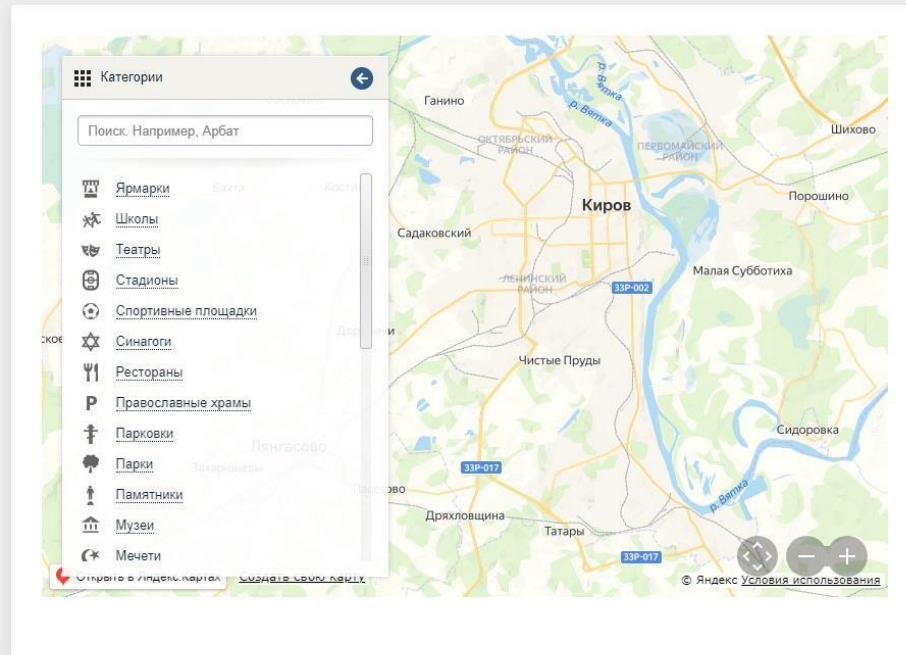 Категории
Поиск. Например, Арбат
Ярмарки
Школы
Театры
Стадионы
Спортивные площадки
Синагоги
Рестораны
Православные храмы
Парковки
Парки
Памятники
Музеи
Мечети
Открыть в Яндекс.Картах
Создать свою карту
Бахта
Лянгасово
Ганино
р. Вятка
р. Вятка
ОКТЯБРЬСКИЙ
РАЙОН
ПЕРВОМАЙСКИЙ
РАЙОН
Шихово
Порошино
Киров
Садаковский
Малая Субботиха
ЛЕНИНСКИЙ
РАЙОН
33Р-002
Чистые Пруды
Сидоровка
33Р-017
р. Вятка
Дряхловщина
Татары
33Р-017
© Яндекс Условия использования